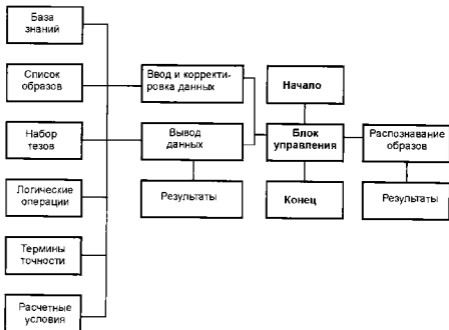 База
знаний
Список
образов
Ввод и корректи-
ровка данных
Начало
Набор
тезов
Вывод
данных
Блок
управления
Распознавание
образов
Логические
операции
Результаты
Конец
Результаты
Термины
точности
Расчетные
условия